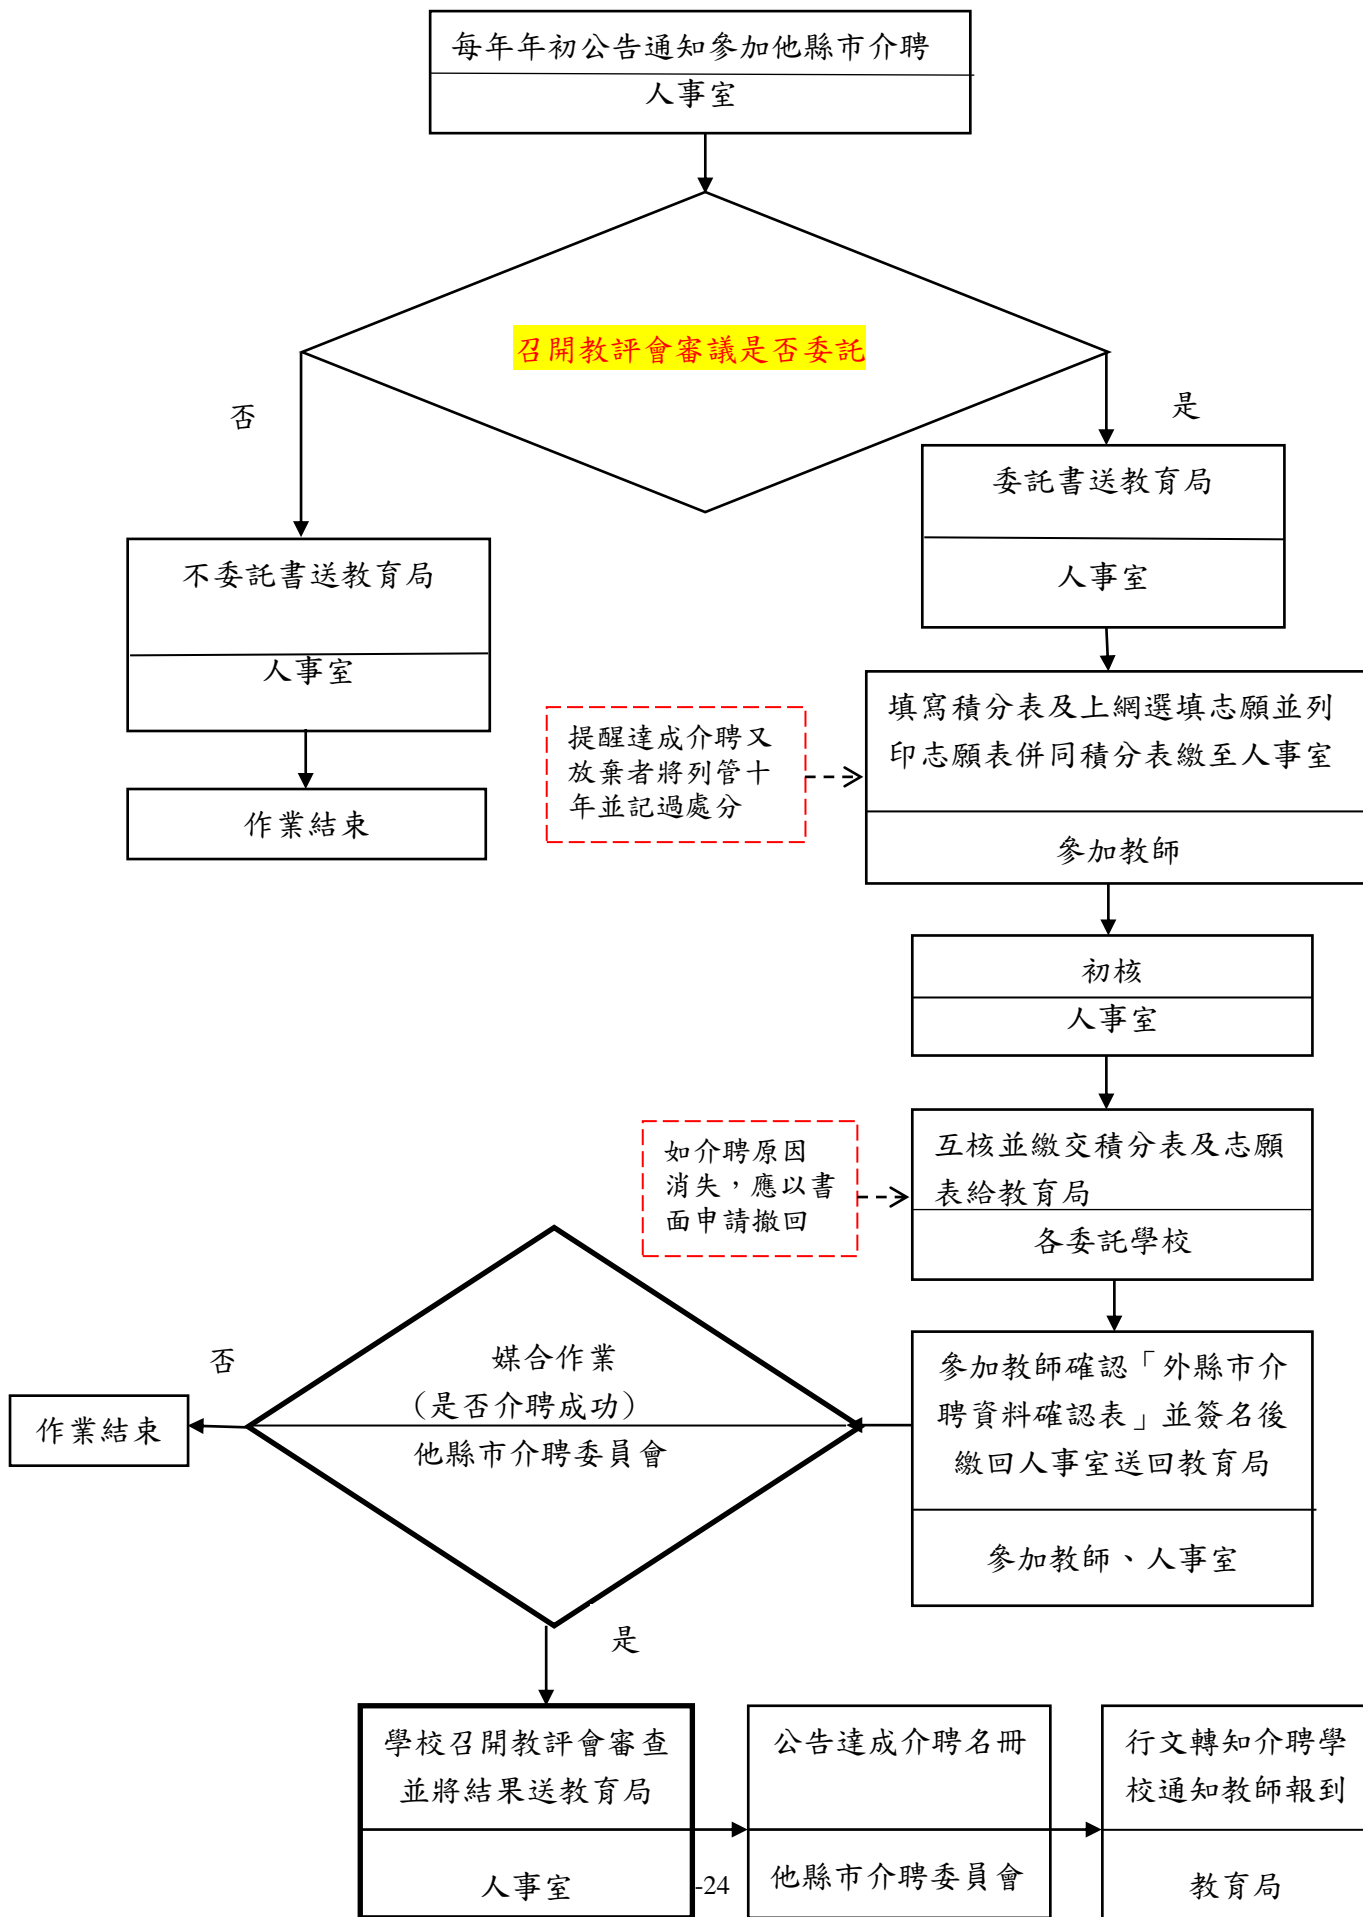 每年年初公告通知參加他縣市介聘
人事室
召開教評會審議是否委託
否
是
委託書送教育局
人事室
不委託書送教育局
人事室
作業結束
提醒達成介聘又
放棄者將列管十
年並記過處分
填寫積分表及上網選填志願並列
印志願表併同積分表繳至人事室
參加教師
初核
人事室
如介聘原因
消失，應以書
面申請撤回
互核並繳交積分表及志願
表給教育局
各委託學校
參加教師確認「外縣市介
聘資料確認表」並簽名後
繳回人事室送回教育局
參加教師、人事室
媒合作業
（是否介聘成功）
他縣市介聘委員會
否
作業結束
是
學校召開教評會審查
並將結果送教育局
人事室
公告達成介聘名冊
他縣市介聘委員會
行文轉知介聘學
校通知教師報到
教育局
-24